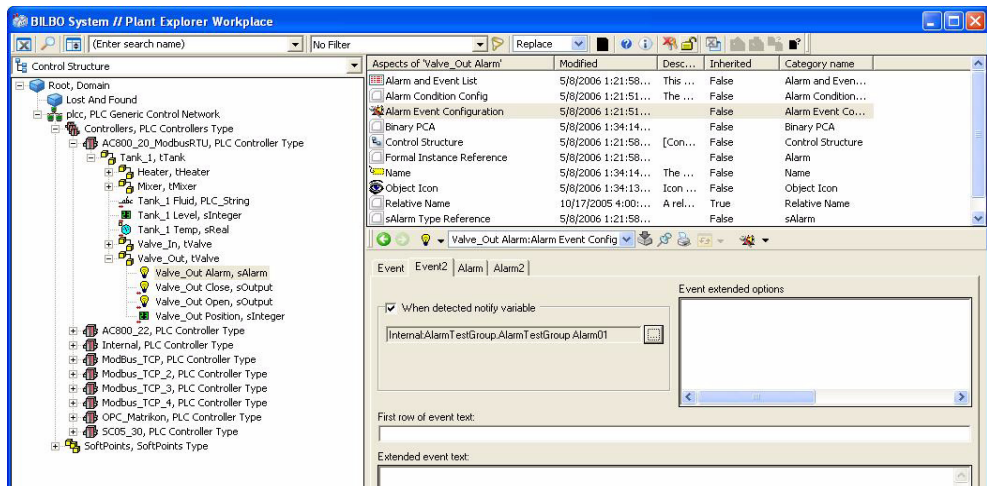 BILBO System // Plant Explorer Workplace
(Enter search name) No Filter Replace
Control Structure
Root, Domain
Lost And Found
plcc, PLC Generic Control Network
Controllers, PLC Controllers Type
AC800_20_ModbusRTU, PLC Controller Type
Tank_1, tTank
Heater, tHeater
Mixer, tMixer
abc Tank_1 Fluid, PLC_String
Tank_1 Level, sInteger
Tank_1 Temp, sReal
Valve_In, tValve
Valve_Out, tValve
Valve_Out Alarm, sAlarm
Valve_Out Close, sOutput
Valve_Out Open, sOutput
Valve_Out Position, sInteger
AC800_22, PLC Controller Type
Internal, PLC Controller Type
ModBus_TCP, PLC Controller Type
Modbus_TCP_2, PLC Controller Type
Modbus_TCP_3, PLC Controller Type
Modbus_TCP_4, PLC Controller Type
OPC_Matrikon, PLC Controller Type
SC05_30, PLC Controller Type
SoftPoints, SoftPoints Type
Aspects of 'Valve_Out Alarm' Modified Desc... Inherited Category name
Alarm and Event List 5/8/2006 1:21:58... This ... False Alarm and Even...
Alarm Condition Config 5/8/2006 1:21:51... The ... False Alarm Condition...
Alarm Event Configuration 5/8/2006 1:21:51... False Alarm Event Co...
Binary PCA 5/8/2006 1:34:14... False Binary PCA
Control Structure 5/8/2006 1:21:58... [Con... False Control Structure
Formal Instance Reference 5/8/2006 1:21:58... False Alarm
Name 5/8/2006 1:34:14... The ... False Name
Object Icon 5/8/2006 1:34:13... Icon ... False Object Icon
Relative Name 10/17/2005 4:00:... A rel... True Relative Name
sAlarm Type Reference 5/8/2006 1:21:58... False sAlarm
Valve_Out Alarm:Alarm Event Config
Event Event2 Alarm Alarm2
When detected notify variable
Internal:AlarmTestGroup.AlarmTestGroup Alarm01 ...
Event extended options
First row of event text:
Extended event text: